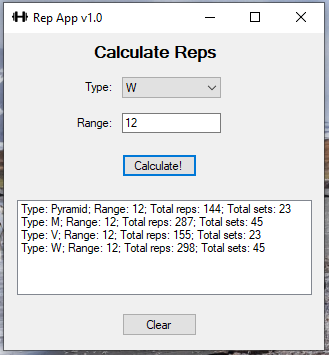 Rep App v1.0
Calculate Reps
Type: W
Range: 12
Calculate!
Type: Pyramid; Range: 12; Total reps: 144; Total sets: 23
Type: M; Range: 12; Total reps: 287; Total sets: 45
Type: V; Range: 12; Total reps: 155; Total sets: 23
Type: W; Range: 12; Total reps: 298; Total sets: 45
Clear